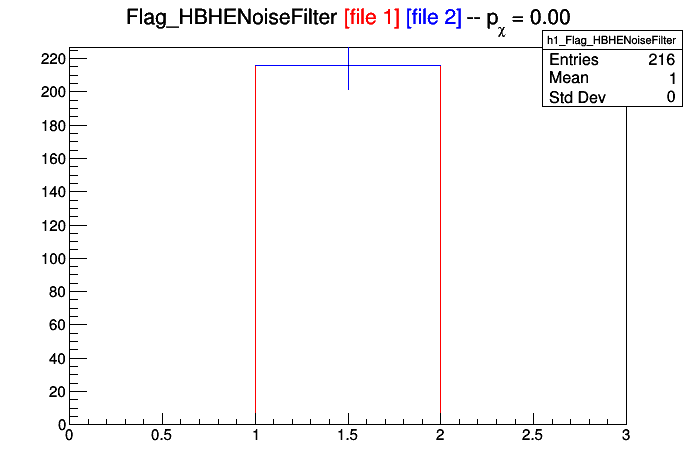 Flag_HBHENoiseFilter [file 1] [file 2] -- pχ = 0.00
h1_Flag_HBHENoiseFilter
Entries 216
Mean 1
Std Dev 0
220
200
180
160
140
120
100
80
60
40
20
0
0 0.5 1 1.5 2 2.5 3